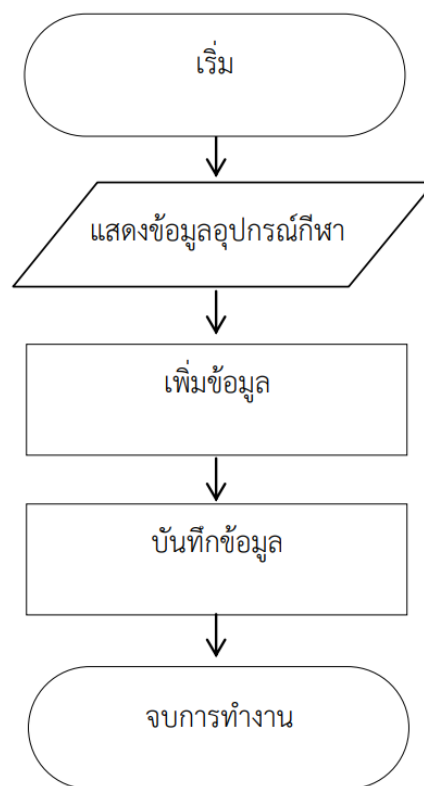 เริ่ม
แสดงข้อมูลอุปกรณ์กีฬา
เพิ่มข้อมูล
บันทึกข้อมูล
จบการทำงาน